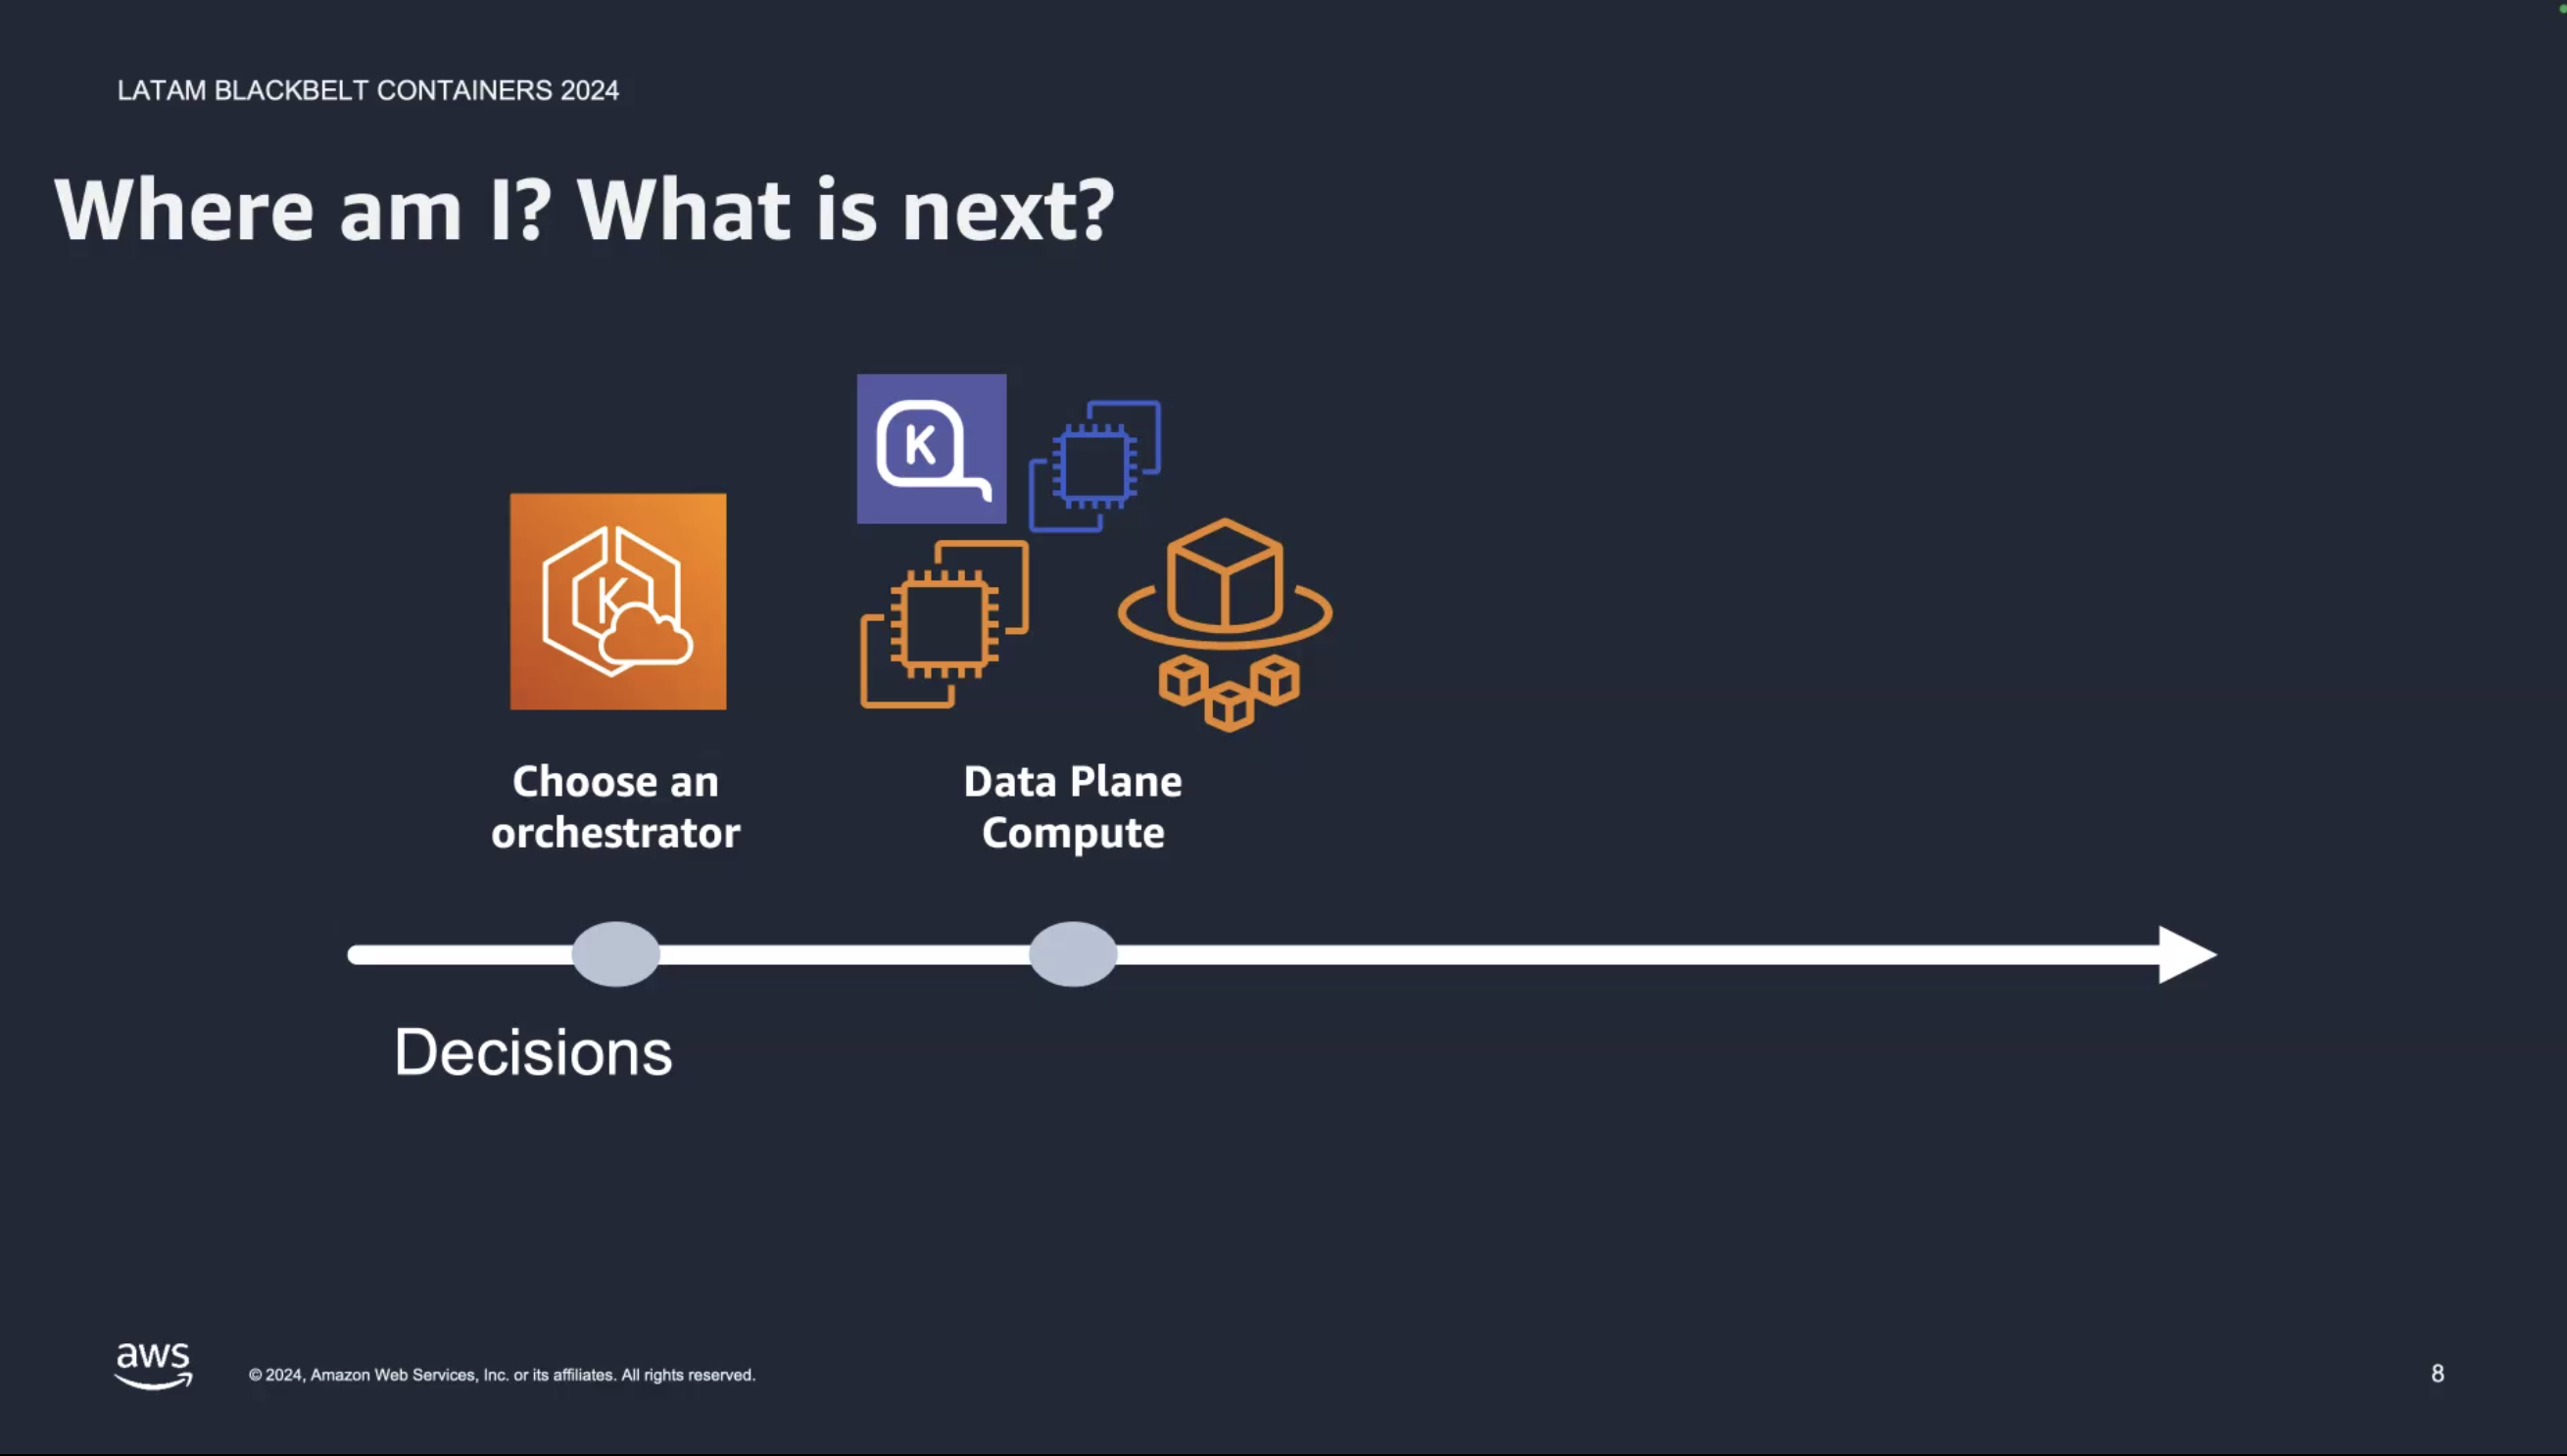 LATAM BLACKBELT CONTAINERS 2024
Where am I? What is next?
K
K
Choose an
orchestrator
Data Plane
Compute
Decisions
aws
© 2024, Amazon Web Services, Inc. or its affiliates. All rights reserved.
8